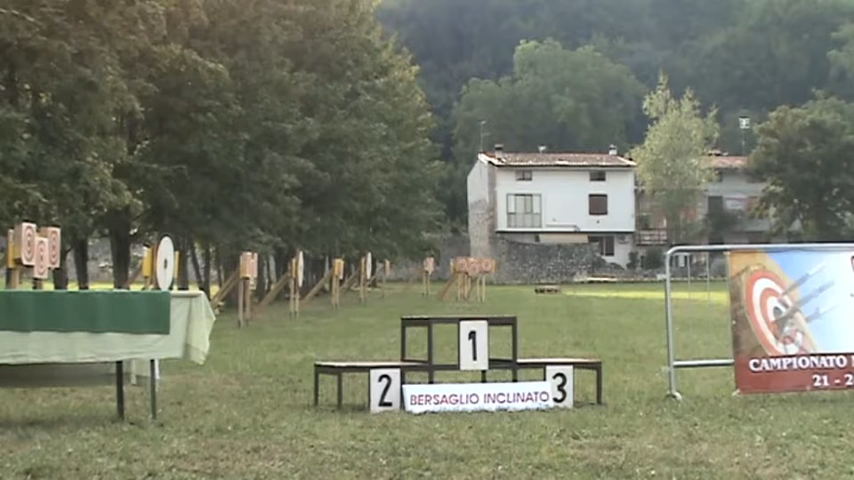 1
2
BERSAGLIO INCLINATO
3
CAMPIONATO
21 - 2